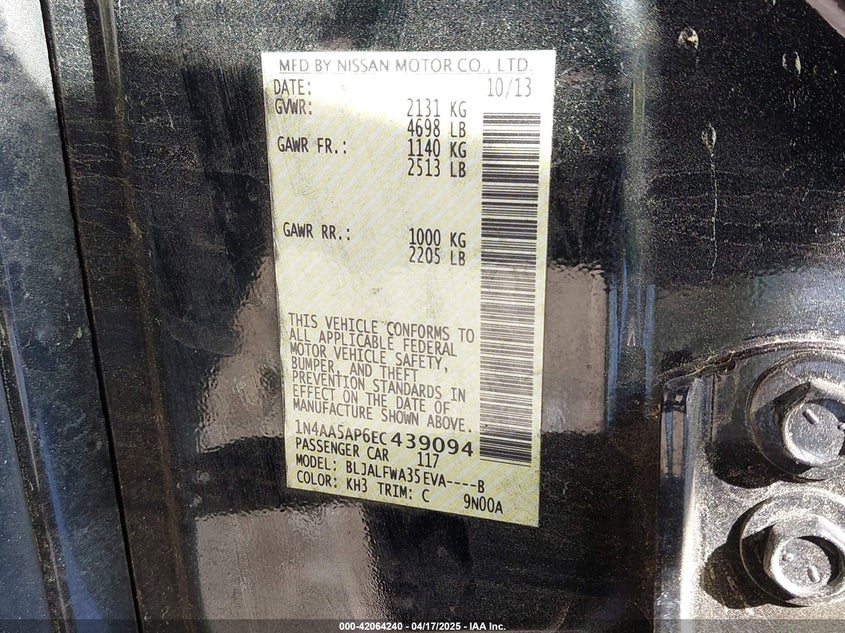 MFD BY NISSAN MOTOR CO., LTD.
DATE: 10/13
GVWR: 2131 KG
4698 LB
GAWR FR.: 1140 KG
2513 LB
GAWR RR.: 1000 KG
2205 LB
THIS VEHICLE CONFORMS TO
ALL APPLICABLE FEDERAL
MOTOR VEHICLE SAFETY,
BUMPER, AND THEFT
PREVENTION STANDARDS IN
EFFECT ON THE DATE OF
MANUFACTURE SHOWN ABOVE.
1N4AA5AP6EC439094
PASSENGER CAR 117
MODEL: BLJALFWA35EVA----B
COLOR: KH3 TRIM: C 9N00A
000-42064240 - 04/17/2025 - IAA Inc.